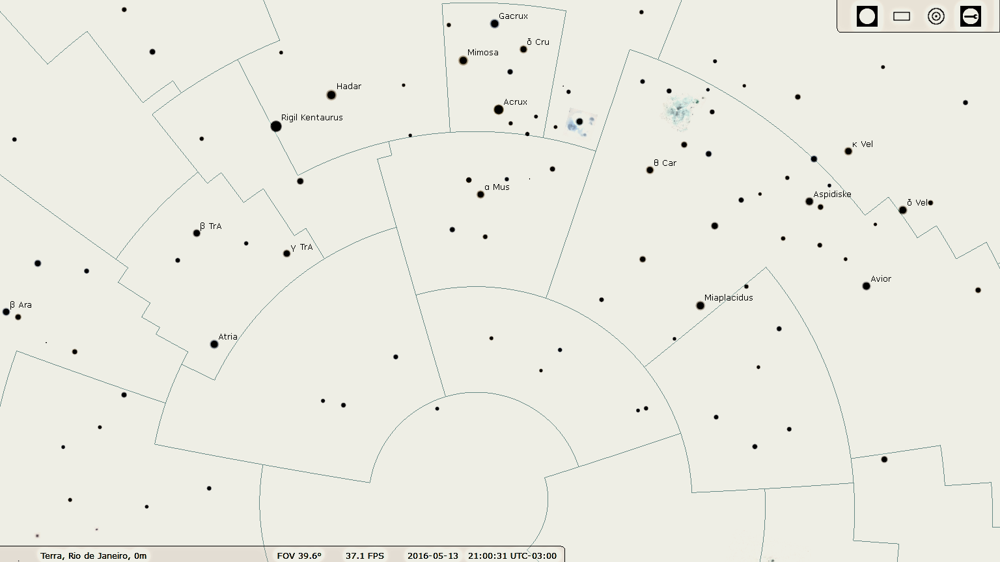 Gacrux
δ Cru
Mimosa
Hadar
Acrux
Rigil Kentaurus
κ Vel
θ Car
α Mus
Aspidiske
δ Vel
β TrA
γ TrA
Avior
Miaplacidus
β Ara
Atria
Terra, Rio de Janeiro, 0m FOV 39.6° 37.1 FPS 2016-05-13 21:00:31 UTC-03:00